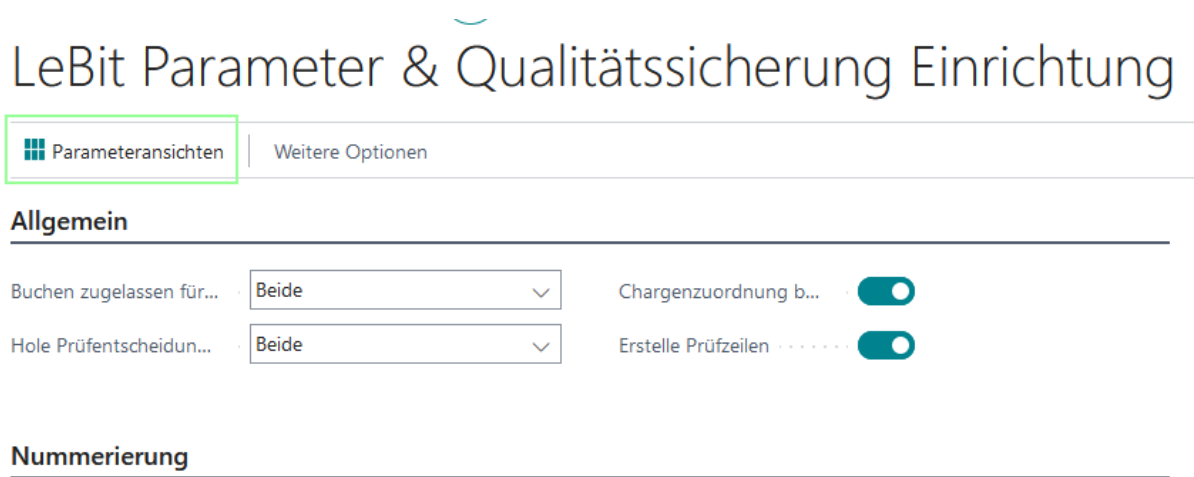 LeBit Parameter & Qualitätssicherung Einrichtung
Parameteransichten Weitere Optionen
Allgemein
Buchen zugelassen für... Beide Chargenzuordnung b...
Hole Prüfentscheidun... Beide Erstelle Prüfzeilen
Nummerierung